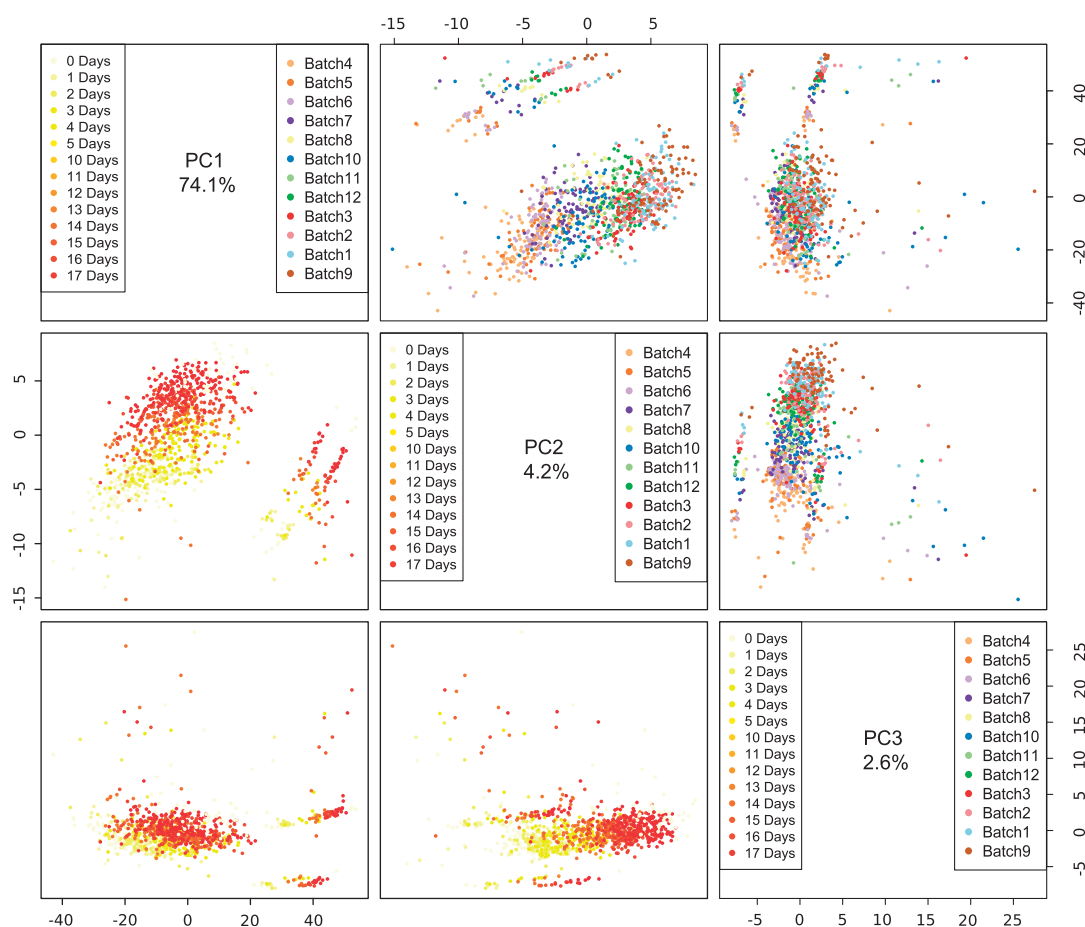 -15 -10 -5 0 5
0 Days
1 Days
2 Days
3 Days
4 Days
5 Days
10 Days
11 Days
12 Days
13 Days
14 Days
15 Days
16 Days
17 Days
PC1
74.1%
Batch4
Batch5
Batch6
Batch7
Batch8
Batch10
Batch11
Batch12
Batch3
Batch2
Batch1
Batch9
40
20
0
-20
-40
5
0
-5
-10
-15
0 Days
1 Days
2 Days
3 Days
4 Days
5 Days
10 Days
11 Days
12 Days
13 Days
14 Days
15 Days
16 Days
17 Days
PC2
4.2%
Batch4
Batch5
Batch6
Batch7
Batch8
Batch10
Batch11
Batch12
Batch3
Batch2
Batch1
Batch9
0 Days
1 Days
2 Days
3 Days
4 Days
5 Days
10 Days
11 Days
12 Days
13 Days
14 Days
15 Days
16 Days
17 Days
PC3
2.6%
Batch4
Batch5
Batch6
Batch7
Batch8
Batch10
Batch11
Batch12
Batch3
Batch2
Batch1
Batch9
25
20
15
10
5
0
-5
-40 -20 0 20 40
-5 0 5 10 15 20 25